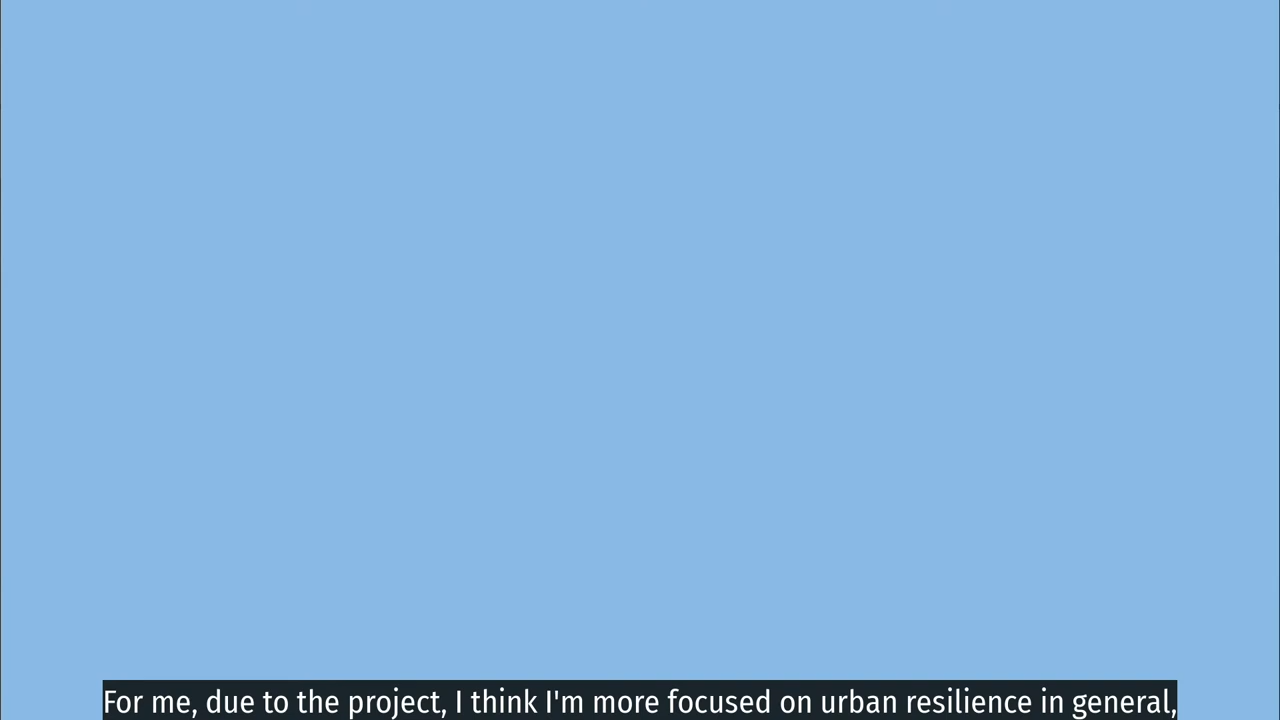 For me, due to the project, I think I'm more focused on urban resilience in general,